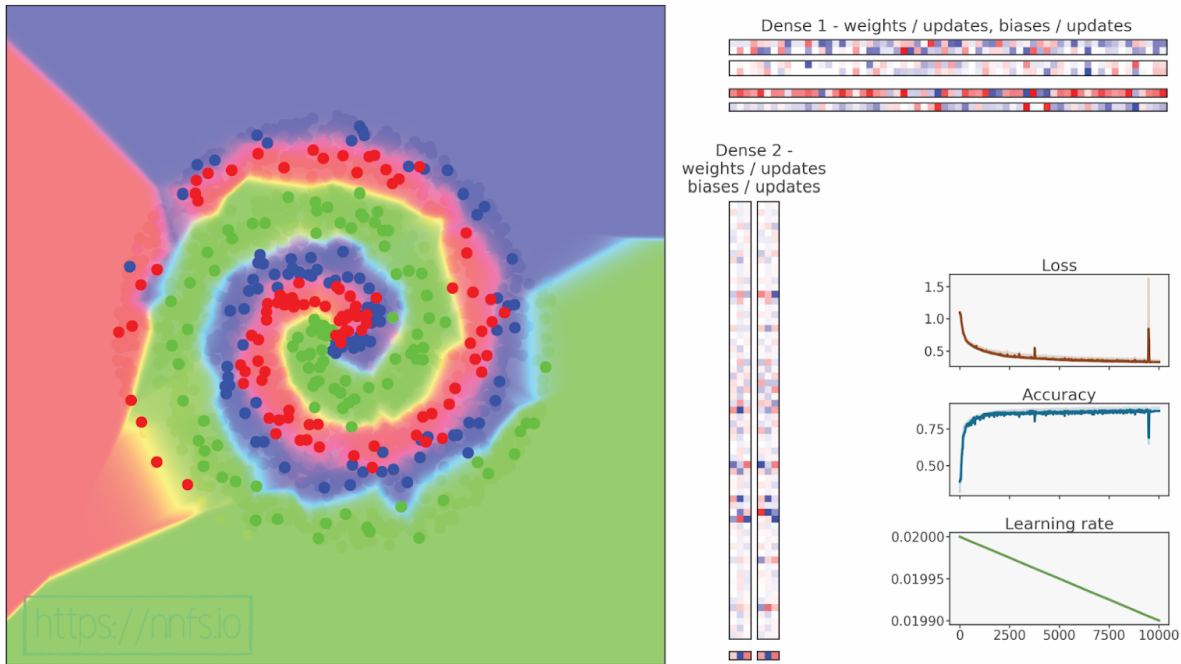 Dense 1 - weights / updates, biases / updates
Dense 2 -
weights / updates
biases / updates
Loss
1.5
1.0
0.5
Accuracy
0.75
0.50
Learning rate
0.02000
0.01995
0.01990
0
2500
5000
7500
10000
https://nnfs.io